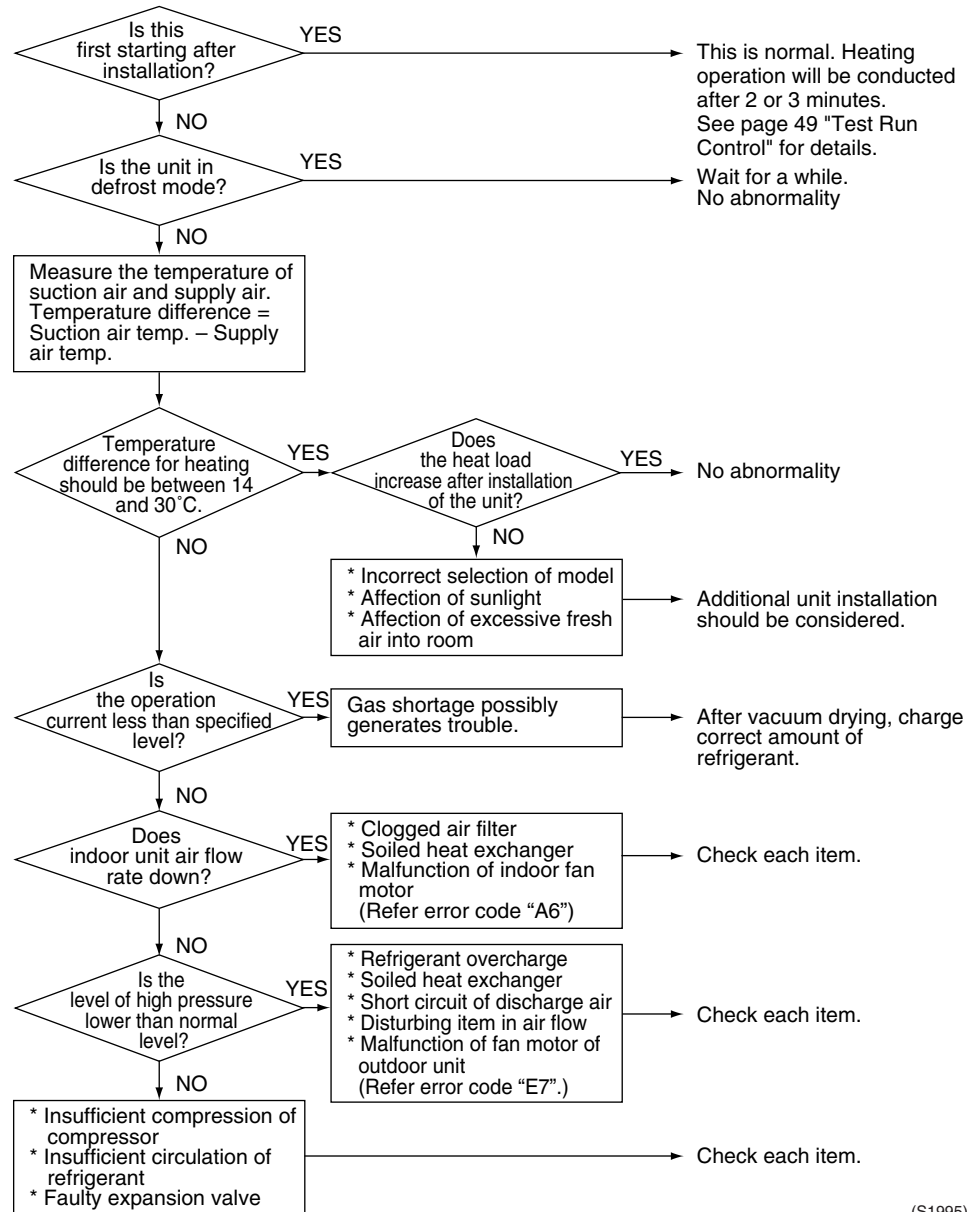 Is this
first starting after
installation?
YES
This is normal. Heating
operation will be conducted
after 2 or 3 minutes.
See page 49 "Test Run
Control" for details.
NO
Is the unit in
defrost mode?
YES
Wait for a while.
No abnormality
NO
Measure the temperature of
suction air and supply air.
Temperature difference =
Suction air temp. – Supply
air temp.
Temperature
difference for heating
should be between 14
and 30˚C.
YES
Does
the heat load
increase after installation
of the unit?
YES
No abnormality
NO
NO
* Incorrect selection of model
* Affection of sunlight
* Affection of excessive fresh
air into room
Additional unit installation
should be considered.
Is
the operation
current less than specified
level?
YES
Gas shortage possibly
generates trouble.
After vacuum drying, charge
correct amount of
refrigerant.
NO
Does
indoor unit air flow
rate down?
YES
* Clogged air filter
* Soiled heat exchanger
* Malfunction of indoor fan
motor
(Refer error code “A6”)
Check each item.
NO
Is the
level of high pressure
lower than normal
level?
YES
* Refrigerant overcharge
* Soiled heat exchanger
* Short circuit of discharge air
* Disturbing item in air flow
* Malfunction of fan motor of
outdoor unit
(Refer error code “E7”.)
Check each item.
NO
* Insufficient compression of
compressor
* Insufficient circulation of
refrigerant
* Faulty expansion valve
Check each item.
(S1995)